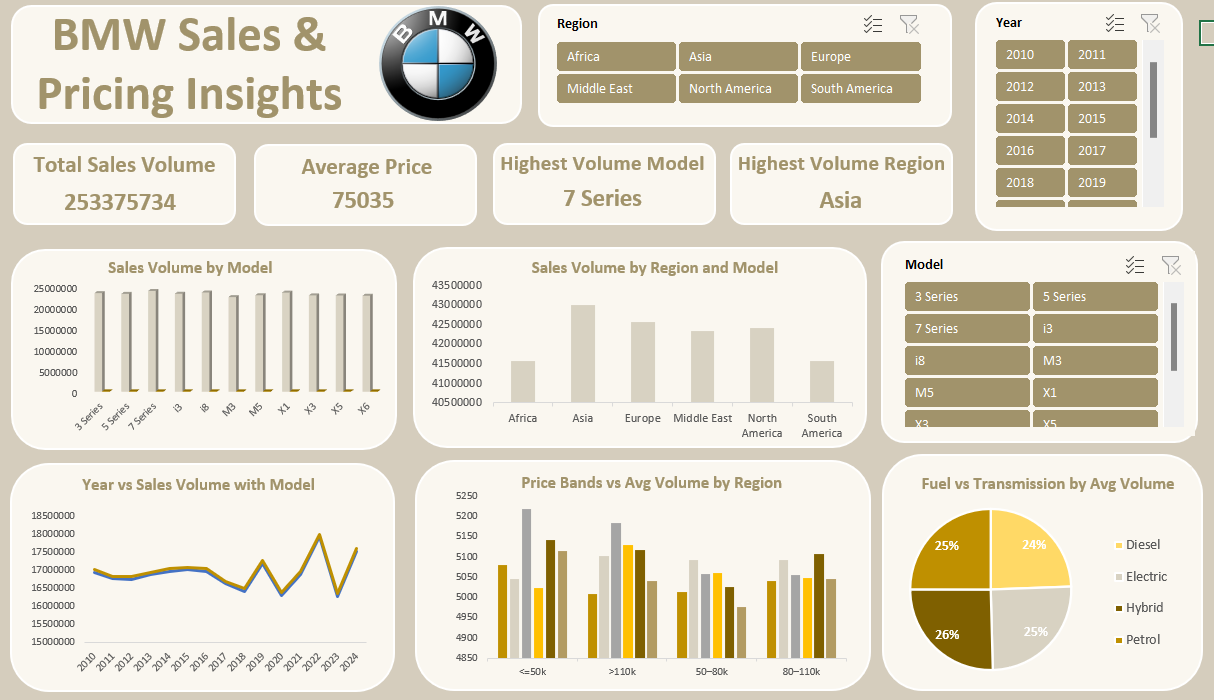 BMW Sales &
Pricing Insights
BMW
Region
Africa
Asia
Europe
Middle East
North America
South America
Year
2010
2011
2012
2013
2014
2015
2016
2017
2018
2019
Total Sales Volume
253375734
Average Price
75035
Highest Volume Model
7 Series
Highest Volume Region
Asia
Sales Volume by Model
25000000
20000000
15000000
10000000
5000000
0
3 Series
5 Series
7 Series
i3
i8
M3
M5
X1
X3
X5
X6
Sales Volume by Region and Model
43500000
43000000
42500000
42000000
41500000
41000000
40500000
Africa
Asia
Europe
Middle East
North
America
South
America
Model
3 Series
5 Series
7 Series
i3
i8
M3
M5
X1
X3
X5
Year vs Sales Volume with Model
18500000
18000000
17500000
17000000
16500000
16000000
15500000
15000000
2010
2011
2012
2013
2014
2015
2016
2017
2018
2019
2020
2021
2022
2023
2024
Price Bands vs Avg Volume by Region
5250
5200
5150
5100
5050
5000
4950
4900
4850
<=50k
>110k
50–80k
80–110k
Fuel vs Transmission by Avg Volume
25%
24%
26%
25%
Diesel
Electric
Hybrid
Petrol